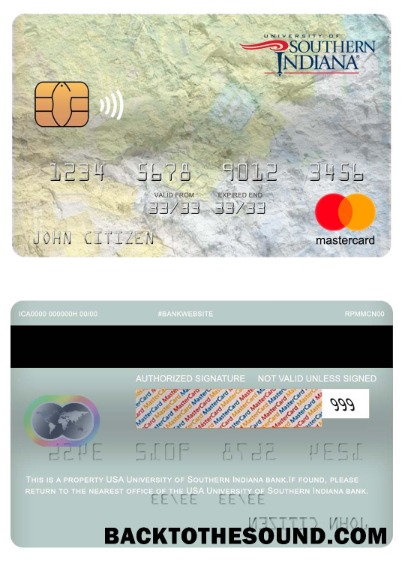 UNIVERSITY OF
SOUTHERN
INDIANA
1234 5678 9012 3456
VALID FROM EXPIRED END
33/33 33/33
JOHN CITIZEN
mastercard
ICA0000 000000H 00/00 #BANKWEBSITE RPMMCN00
AUTHORIZED SIGNATURE NOT VALID UNLESS SIGNED
MasterCard MasterCard MasterCard
999
THIS IS A PROPERTY USA UNIVERSITY OF SOUTHERN INDIANA BANK.IF FOUND, PLEASE
RETURN TO THE NEAREST OFFICE OF THE USA UNIVERSITY OF SOUTHERN INDIANA BANK.
BACKTOTHESOUND.COM